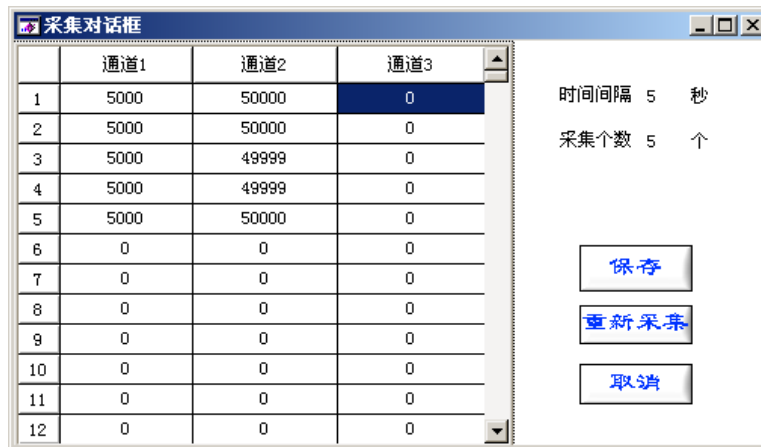 采集对话框
通道1 通道2 通道3
时间间隔 5 秒
1 5000 50000 0
2 5000 50000 0
采集个数 5 个
3 5000 49999 0
4 5000 49999 0
5 5000 50000 0
6 0 0 0
保存
7 0 0 0
8 0 0 0
重新采集
9 0 0 0
10 0 0 0
取消
11 0 0 0
12 0 0 0